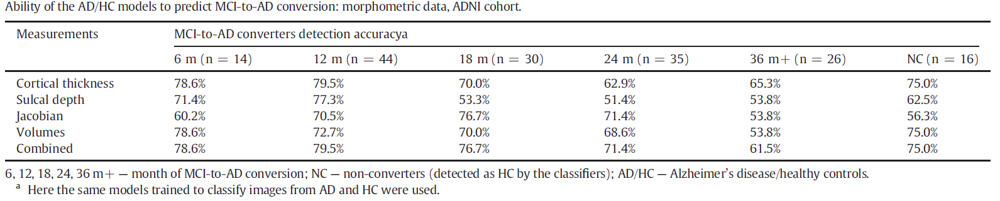 Ability of the AD/HC models to predict MCI-to-AD conversion: morphometric data, ADNI cohort.
Measurements MCI-to-AD converters detection accuracya
6 m (n = 14) 12 m (n = 44) 18 m (n = 30) 24 m (n = 35) 36 m+ (n = 26) NC (n = 16)
Cortical thickness 78.6% 79.5% 70.0% 62.9% 65.3% 75.0%
Sulcal depth 71.4% 77.3% 53.3% 51.4% 53.8% 62.5%
Jacobian 60.2% 70.5% 76.7% 71.4% 53.8% 56.3%
Volumes 78.6% 72.7% 70.0% 68.6% 53.8% 75.0%
Combined 78.6% 79.5% 76.7% 71.4% 61.5% 75.0%
6, 12, 18, 24, 36 m+ — month of MCI-to-AD conversion; NC — non-converters (detected as HC by the classifiers); AD/HC — Alzheimer's disease/healthy controls.
a Here the same models trained to classify images from AD and HC were used.